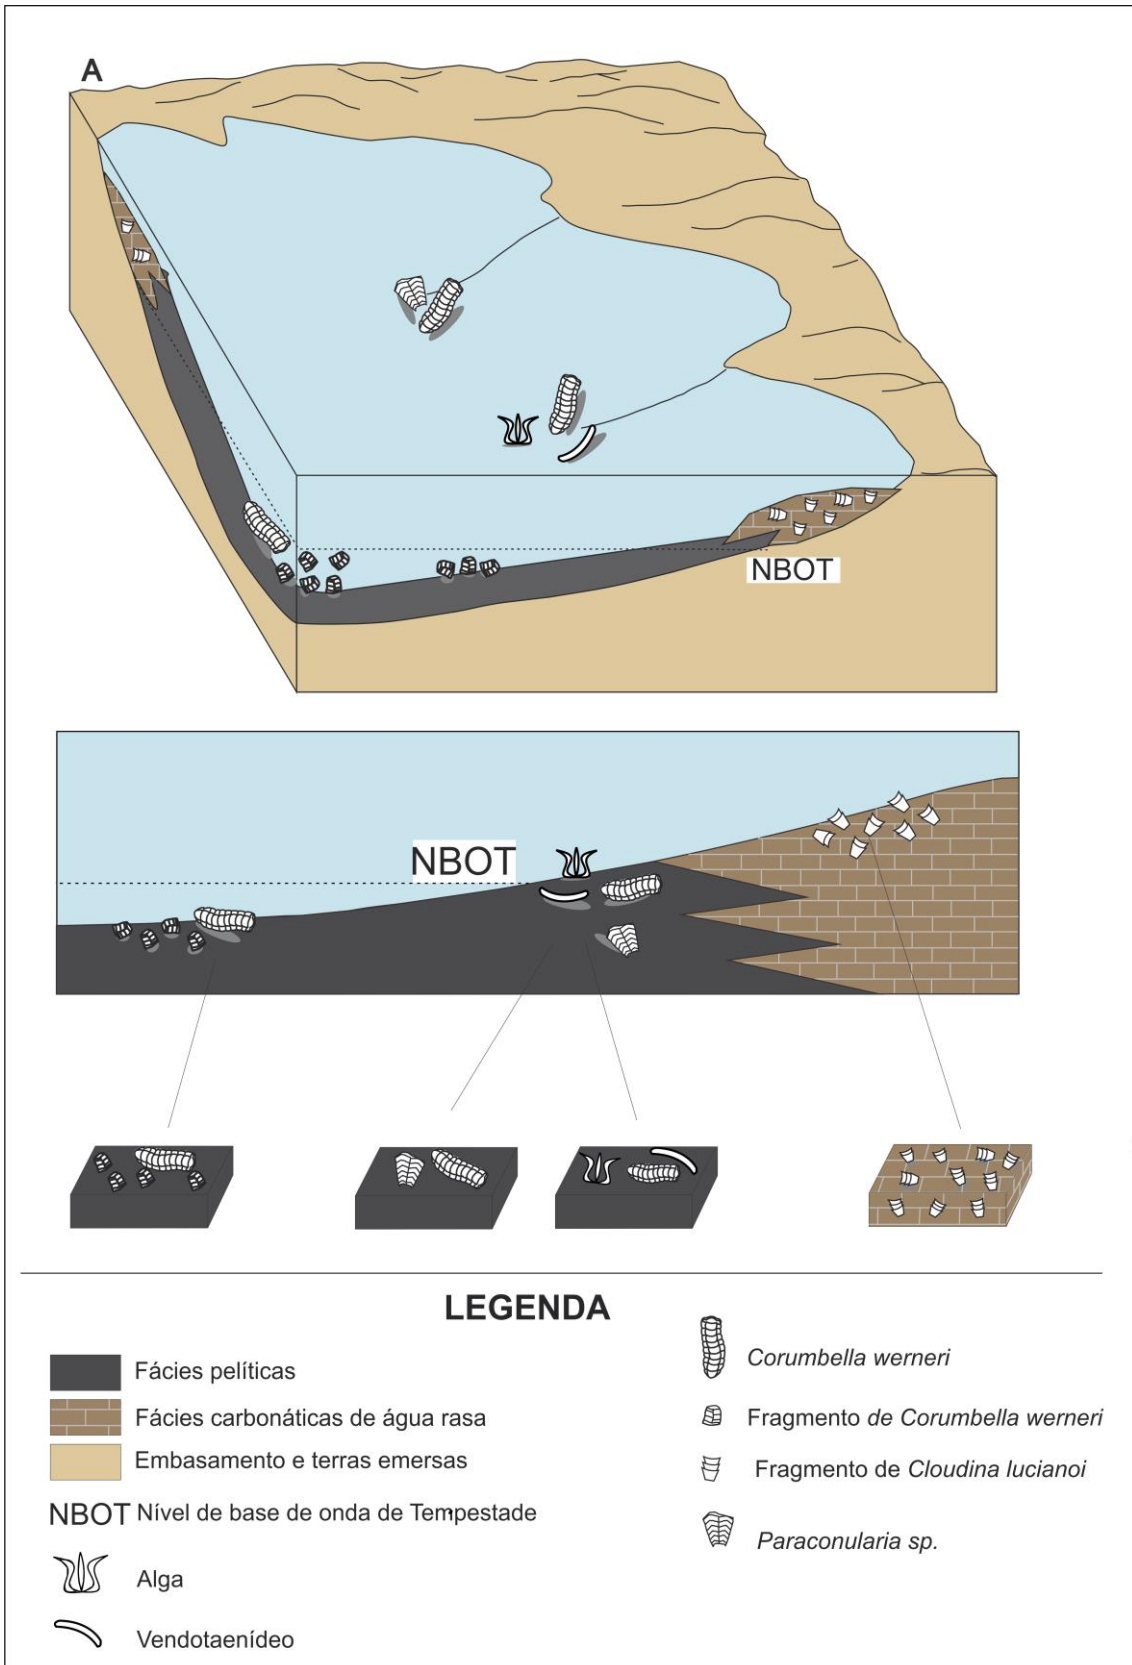 A
NBOT
NBOT
LEGENDA
Fácies pelíticas
Fácies carbonáticas de água rasa
Embasamento e terras emersas
NBOT Nível de base de onda de Tempestade
Alga
Vendotaenídeo
Corumbella werneri
Fragmento de Corumbella werneri
Fragmento de Cloudina lucianoi
Paraconularia sp.